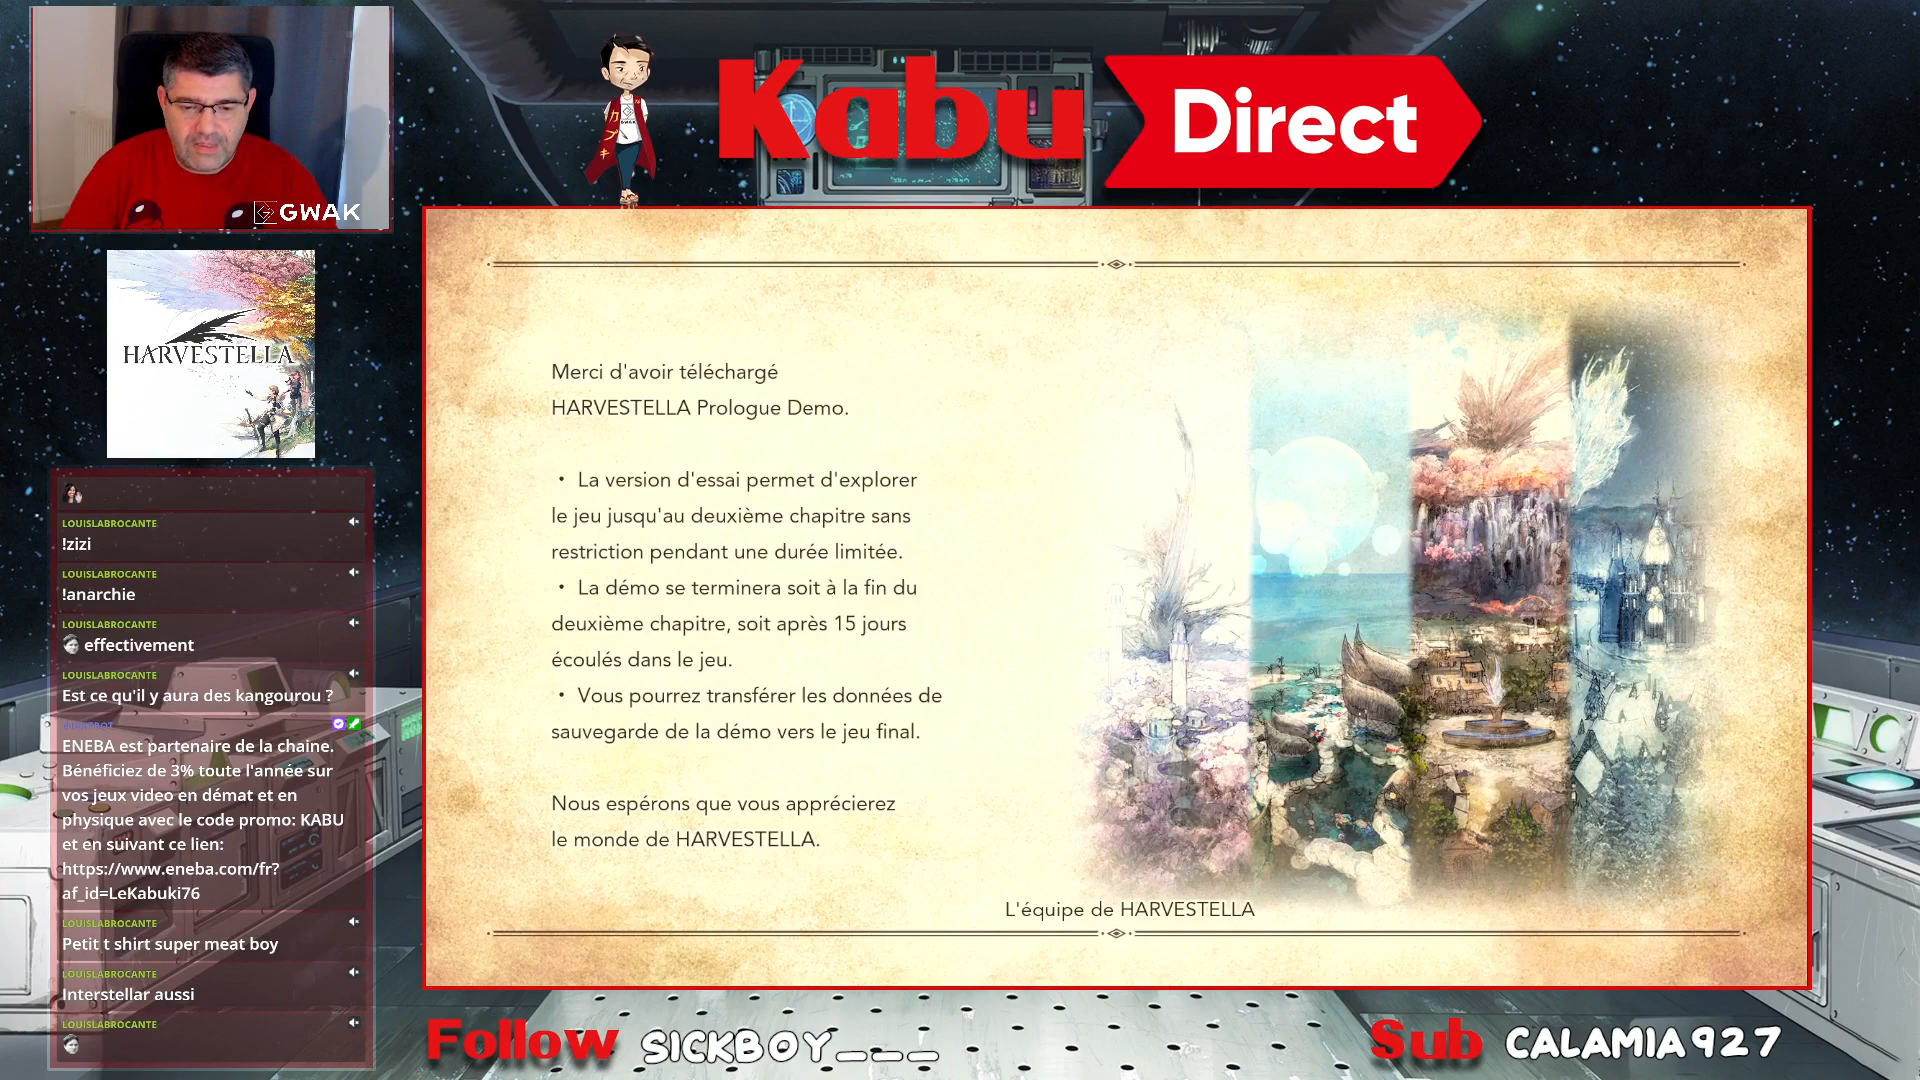 Kabu Direct
GWAK
HARVESTELLA
Merci d'avoir téléchargé
HARVESTELLA Prologue Demo.
・ La version d'essai permet d'explorer
le jeu jusqu'au deuxième chapitre sans
restriction pendant une durée limitée.
・ La démo se terminera soit à la fin du
deuxième chapitre, soit après 15 jours
écoulés dans le jeu.
・ Vous pourrez transférer les données de
sauvegarde de la démo vers le jeu final.
Nous espérons que vous apprécierez
le monde de HARVESTELLA.
L'équipe de HARVESTELLA
LOUISLABROCANTE
!zizi
LOUISLABROCANTE
!anarchie
LOUISLABROCANTE
effectivement
LOUISLABROCANTE
Est ce qu'il y aura des kangourou ?
ENEBA est partenaire de la chaine.
Bénéficiez de 3% toute l'année sur
vos jeux video en démat et en
physique avec le code promo: KABU
et en suivant ce lien:
https://www.eneba.com/fr?
af_id=LeKabuki76
LOUISLABROCANTE
Petit t shirt super meat boy
LOUISLABROCANTE
Interstellar aussi
LOUISLABROCANTE
Follow SICKBOY___
Sub CALAMIA927